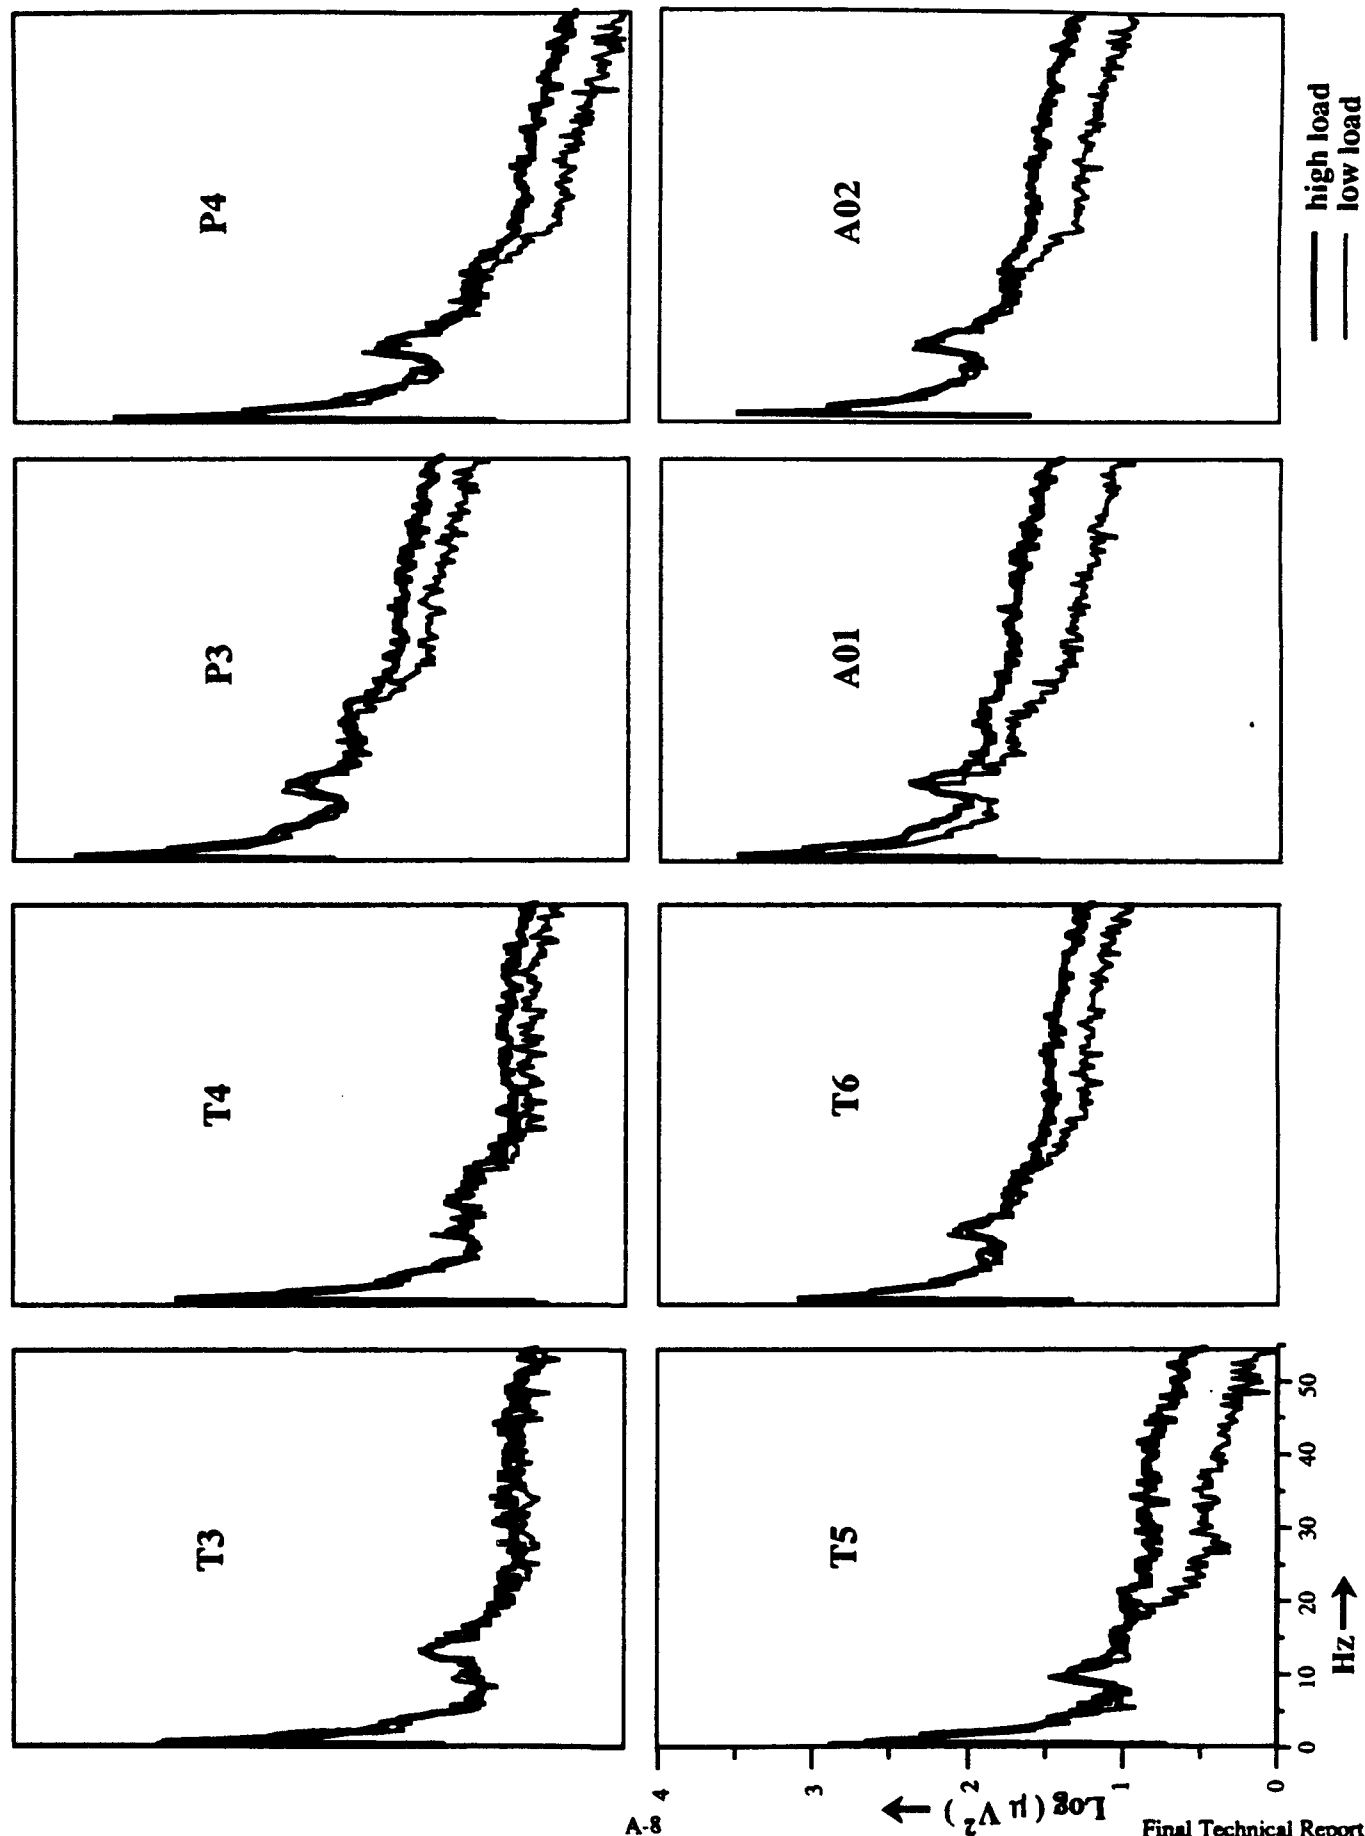 T3
T4
P3
P4
T5
T6
A01
A02
4
3
2
1
0
Log (μ V²)
0
10
20
30
40
50
Hz
high load
low load
A-8
Final Technical Report